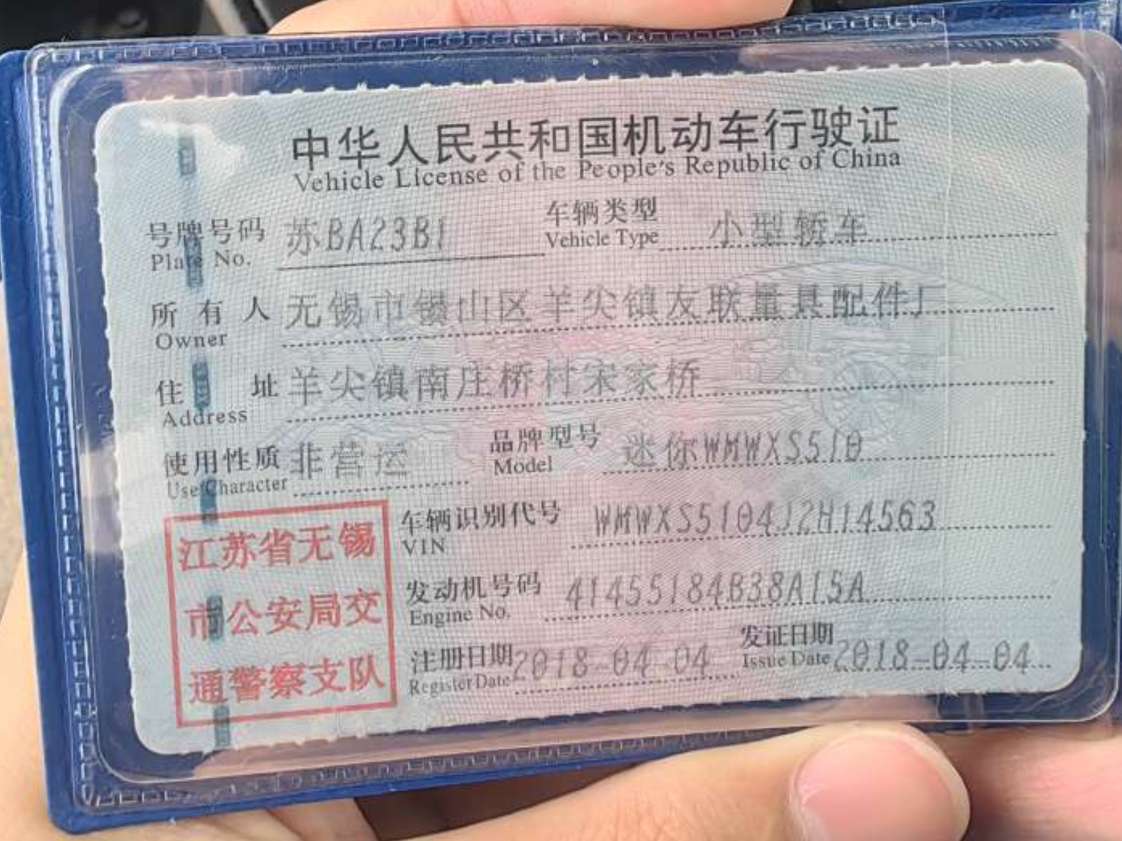 中华人民共和国机动车行驶证
Vehicle License of the People's Republic of China
号牌号码 苏BA23B1 车辆类型 小型轿车
Plate No. Vehicle Type
所有人 无锡市锡山区羊尖镇友联量具配件厂
Owner
住址 羊尖镇南庄桥村宋家桥
Address
使用性质 非营运 品牌型号 迷你WMWXS510
Use Character Model
车辆识别代号 WMWXS5104J2H14563
VIN
发动机号码 41455184B38A15A
Engine No.
注册日期 2018-04-04 发证日期 2018-04-04
Register Date Issue Date
江苏省无锡
市公安局交
通警察支队